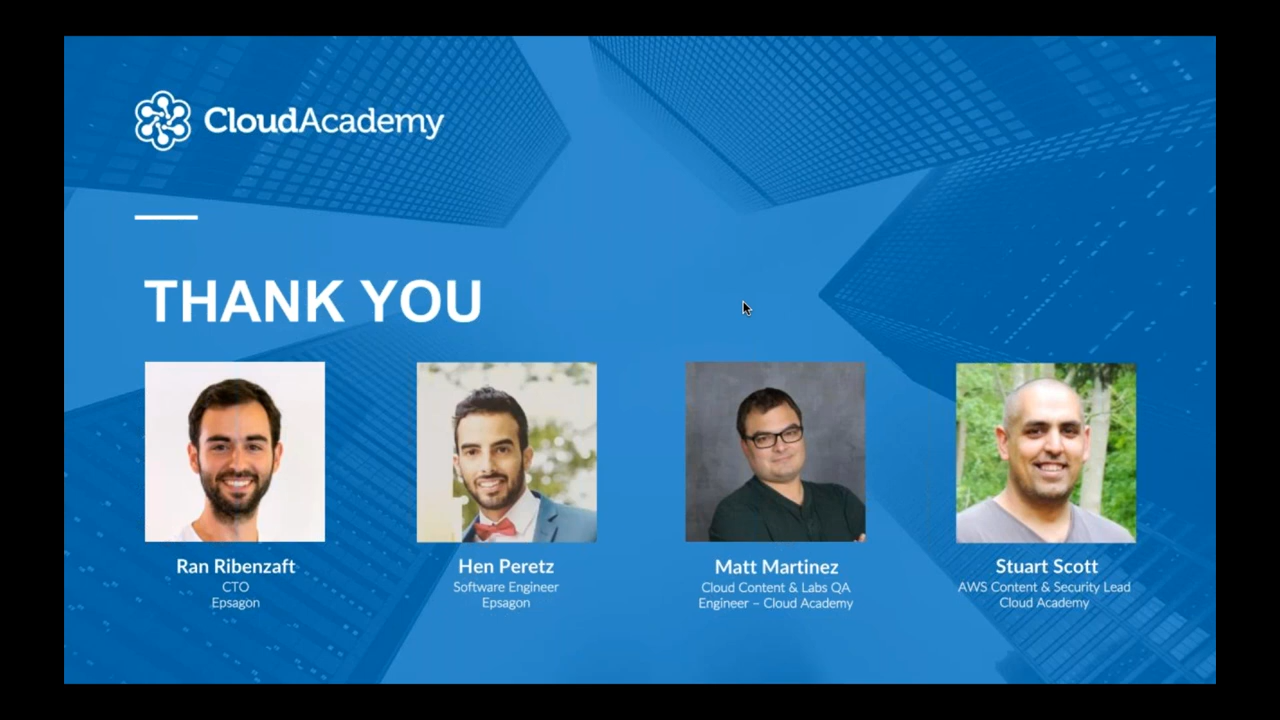 CloudAcademy
THANK YOU
Ran Ribenzaft
CTO
Epsagon
Hen Peretz
Software Engineer
Epsagon
Matt Martinez
Cloud Content & Labs QA
Engineer – Cloud Academy
Stuart Scott
AWS Content & Security Lead
Cloud Academy